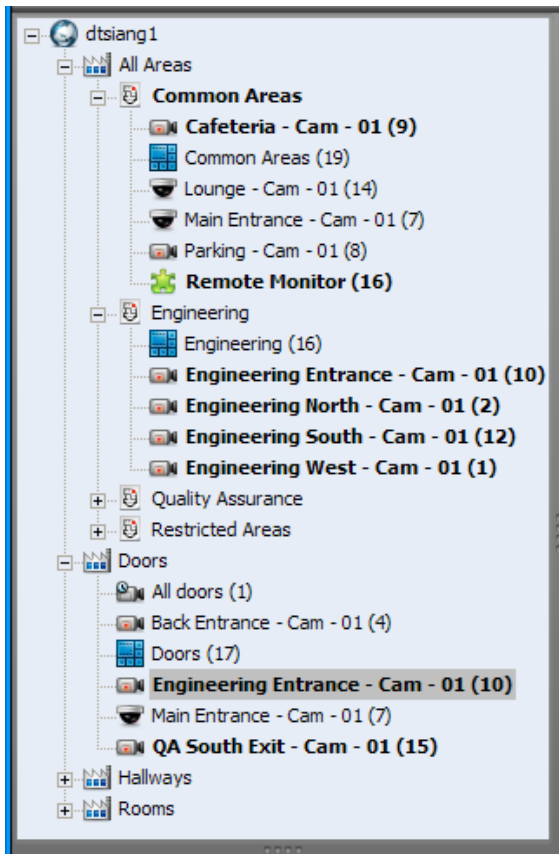 dtsiang1
All Areas
Common Areas
Cafeteria - Cam - 01 (9)
Common Areas (19)
Lounge - Cam - 01 (14)
Main Entrance - Cam - 01 (7)
Parking - Cam - 01 (8)
Remote Monitor (16)
Engineering
Engineering (16)
Engineering Entrance - Cam - 01 (10)
Engineering North - Cam - 01 (2)
Engineering South - Cam - 01 (12)
Engineering West - Cam - 01 (1)
Quality Assurance
Restricted Areas
Doors
All doors (1)
Back Entrance - Cam - 01 (4)
Doors (17)
Engineering Entrance - Cam - 01 (10)
Main Entrance - Cam - 01 (7)
QA South Exit - Cam - 01 (15)
Hallways
Rooms